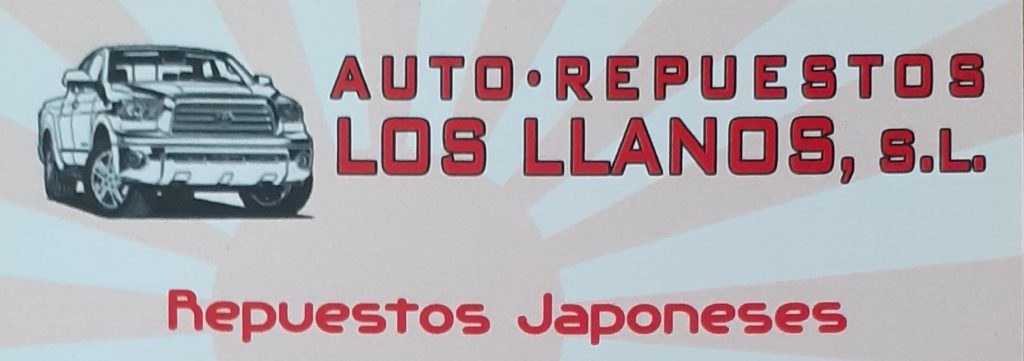 AUTO·REPUESTOS
LOS LLANOS, S.L.
Repuestos Japoneses